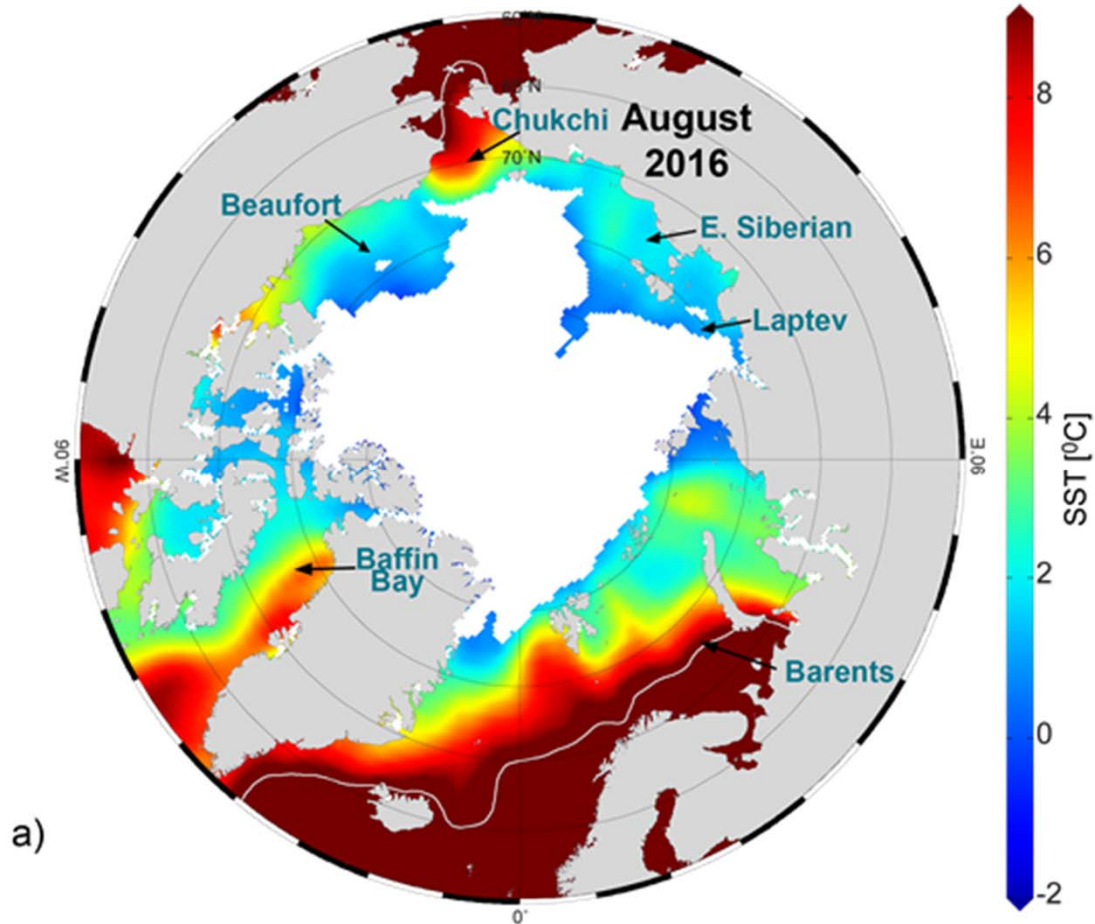 Chukchi
August
2016
70°N
Beaufort
E. Siberian
Laptev
90°W
90°E
Baffin
Bay
Barents
0°
a)
8
6
4
2
0
-2
SST [⁰C]